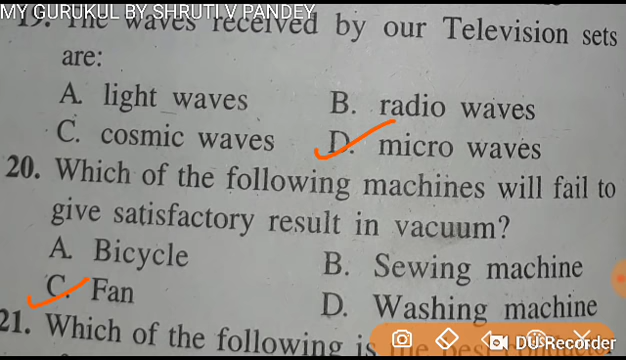 MY GURUKUL BY SHRUTI V PANDEY
19. The waves received by our Television sets
are:
A. light waves B. radio waves
C. cosmic waves D. micro waves
20. Which of the following machines will fail to
give satisfactory result in vacuum?
A. Bicycle B. Sewing machine
C. Fan D. Washing machine
21. Which of the following is the best
DU Recorder